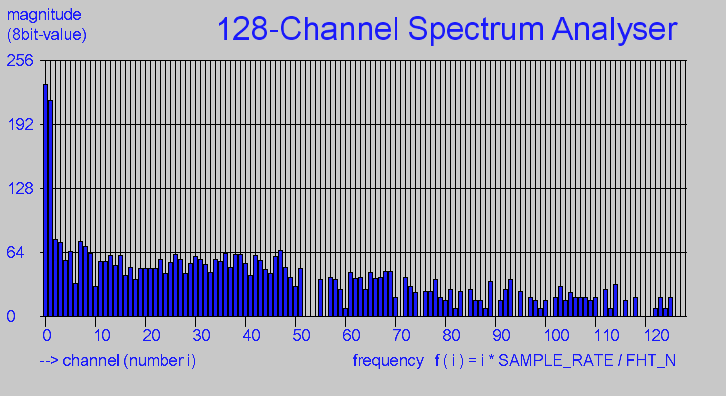 magnitude
(8bit-value)
128-Channel Spectrum Analyser
256
192
128
64
0
0 10 20 30 40 50 60 70 80 90 100 110 120
--> channel (number i)
frequency f ( i ) = i * SAMPLE_RATE / FHT_N